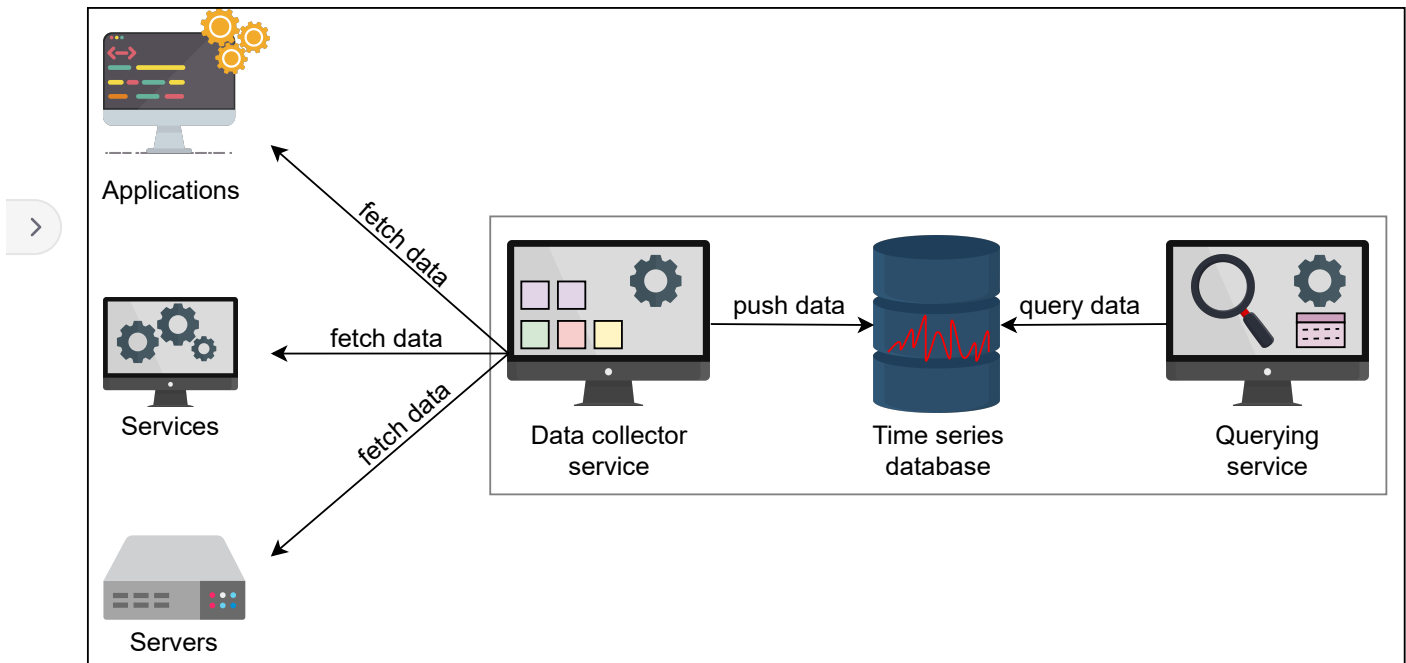 Applications
fetch data
fetch data
fetch data
Services
Servers
push data
query data
Data collector
service
Time series
database
Querying
service